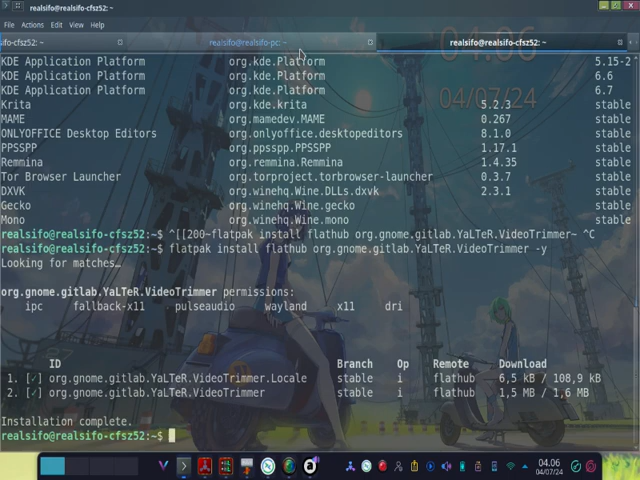 realsifo@realsifo-cfsz52: ~
File Actions Edit View Help
sifo-cfsz52: ~ realsifo@realsifo-pc: ~ realsifo@realsifo-cfsz52: ~
04.06
04/07/24
KDE Application Platform org.kde.Platform 5.15-2
KDE Application Platform org.kde.Platform 6.6
KDE Application Platform org.kde.Platform 6.7
Krita org.kde.krita 5.2.3 stable
MAME org.mamedev.MAME 0.267 stable
ONLYOFFICE Desktop Editors org.onlyoffice.desktopeditors 8.1.0 stable
PPSSPP org.ppsspp.PPSSPP 1.17.1 stable
Remmina org.remmina.Remmina 1.4.35 stable
Tor Browser Launcher org.torproject.torbrowser-launcher 0.3.7 stable
DXVK org.winehq.Wine.DLLs.dxvk 2.3.1 stable
Gecko org.winehq.Wine.gecko stable
Mono org.winehq.Wine.mono stable
realsifo@realsifo-cfsz52:~$ ^[[200~flatpak install flathub org.gnome.gitlab.YaLTeR.VideoTrimmer~ ^C
realsifo@realsifo-cfsz52:~$ flatpak install flathub org.gnome.gitlab.YaLTeR.VideoTrimmer -y
Looking for matches…
org.gnome.gitlab.YaLTeR.VideoTrimmer permissions:
ipc fallback-x11 pulseaudio wayland x11 dri
ID Branch Op Remote Download
1. [✓] org.gnome.gitlab.YaLTeR.VideoTrimmer.Locale stable i flathub 6,5 kB / 108,9 kB
2. [✓] org.gnome.gitlab.YaLTeR.VideoTrimmer stable i flathub 1,5 MB / 1,6 MB
Installation complete.
realsifo@realsifo-cfsz52:~$
04.06
04/07/24